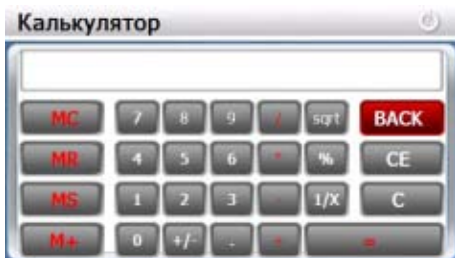 Калькулятор
MC 7 8 9 / sqrt BACK
MR 4 5 6 * % CE
MS 1 2 3 - 1/X C
M+ 0 +/- . + =